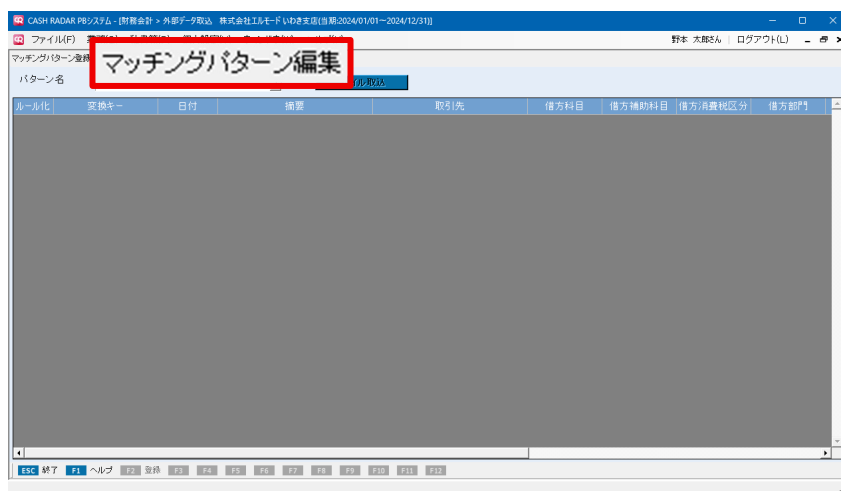 CASH RADAR PBシステム - [財務会計 > 外部データ取込 株式会社エルモード いわき支店(当期:2024/01/01～2024/12/31)]
ファイル(F) 野本 太郎さん | ログアウト(L)
マッチングパターン登録
マッチングパターン編集
パターン名
ルール化 変換キー 日付 摘要 取引先 借方科目 借方補助科目 借方消費税区分 借方部門
ESC 終了 F1 ヘルプ F2 登録 F3 F4 F5 F6 F7 F8 F9 F10 F11 F12